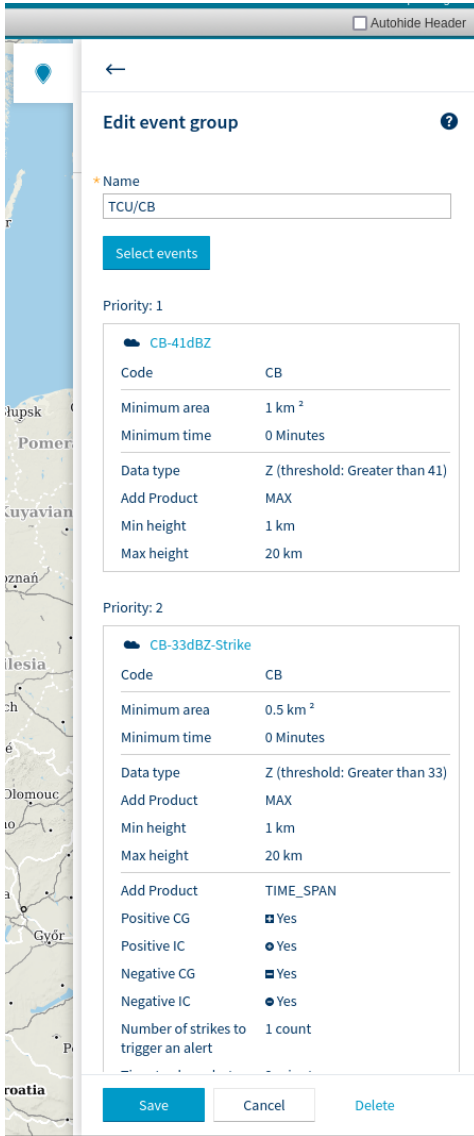 Autohide Header
Edit event group
* Name
TCU/CB
Select events
Priority: 1
CB-41dBZ
Code CB
Minimum area 1 km ²
Minimum time 0 Minutes
Data type Z (threshold: Greater than 41)
Add Product MAX
Min height 1 km
Max height 20 km
Priority: 2
CB-33dBZ-Strike
Code CB
Minimum area 0.5 km ²
Minimum time 0 Minutes
Data type Z (threshold: Greater than 33)
Add Product MAX
Min height 1 km
Max height 20 km
Add Product TIME_SPAN
Positive CG Yes
Positive IC Yes
Negative CG Yes
Negative IC Yes
Number of strikes to 1 count
trigger an alert
Save Cancel Delete
łupsk
Pomer
Kuyavian
oznań
ilesia
ch
Olomouc
Győr
roatia